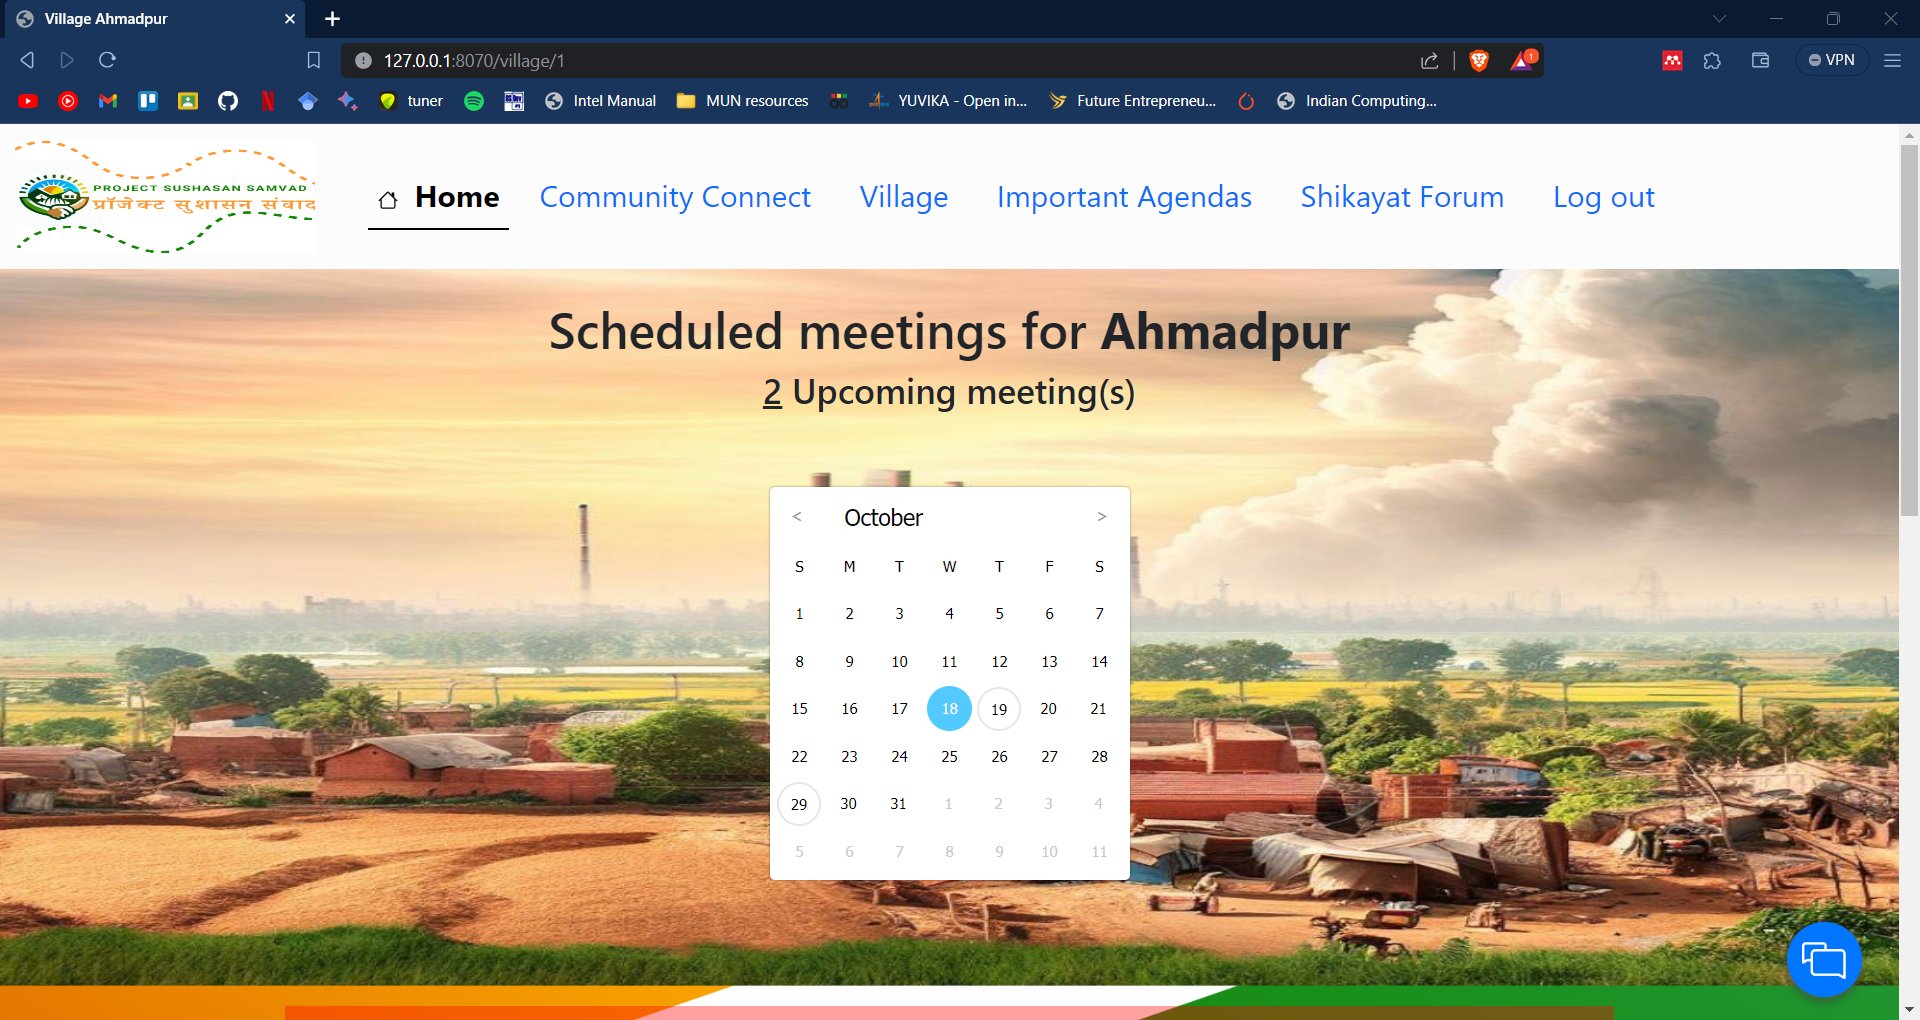 Village Ahmadpur
127.0.0.1:8070/village/1
1
VPN
tuner
Intel Manual
MUN resources
YUVIKA - Open in...
Future Entrepreneu...
Indian Computing...
PROJECT SUSHASAN SAMVAD
प्रॉजेक्ट सुशासन संवाद
Home Community Connect Village Important Agendas Shikayat Forum Log out
Scheduled meetings for Ahmadpur
2 Upcoming meeting(s)
< October >
S M T W T F S
1 2 3 4 5 6 7
8 9 10 11 12 13 14
15 16 17 18 19 20 21
22 23 24 25 26 27 28
29 30 31 1 2 3 4
5 6 7 8 9 10 11